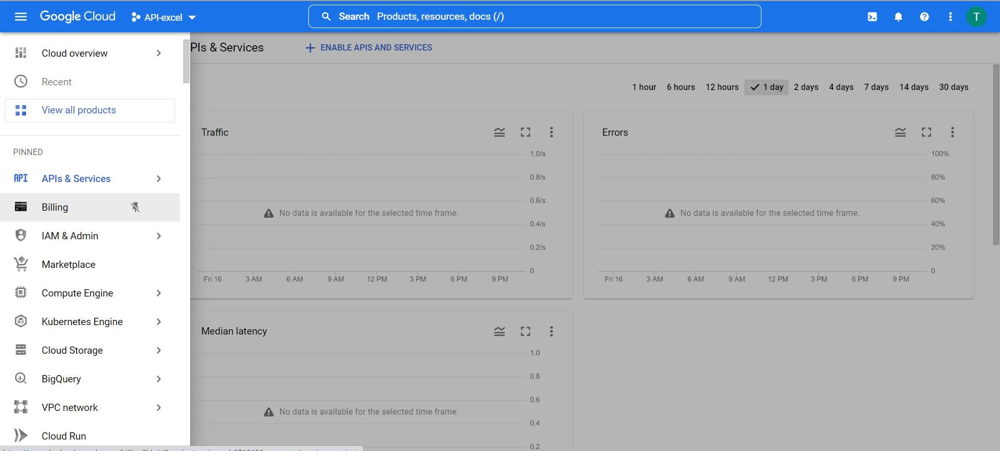 Google Cloud API-excel Search Products, resources, docs (/) T
Cloud overview
Recent
View all products
PINNED
API APIs & Services
Billing
IAM & Admin
Marketplace
Compute Engine
Kubernetes Engine
Cloud Storage
BigQuery
VPC network
Cloud Run
PIs & Services ENABLE APIS AND SERVICES
1 hour 6 hours 12 hours 1 day 2 days 4 days 7 days 14 days 30 days
Traffic
1.0/s
0.8/s
0.6/s
No data is available for the selected time frame.
0.4/s
0.2/s
0
Fri 16 3 AM 6 AM 9 AM 12 PM 3 PM 6 PM 9 PM
Errors
100%
80%
60%
No data is available for the selected time frame.
40%
20%
0
Fri 16 3 AM 6 AM 9 AM 12 PM 3 PM 6 PM 9 PM
Median latency
1.0
0.8
0.6
No data is available for the selected time frame.
0.4
0.2